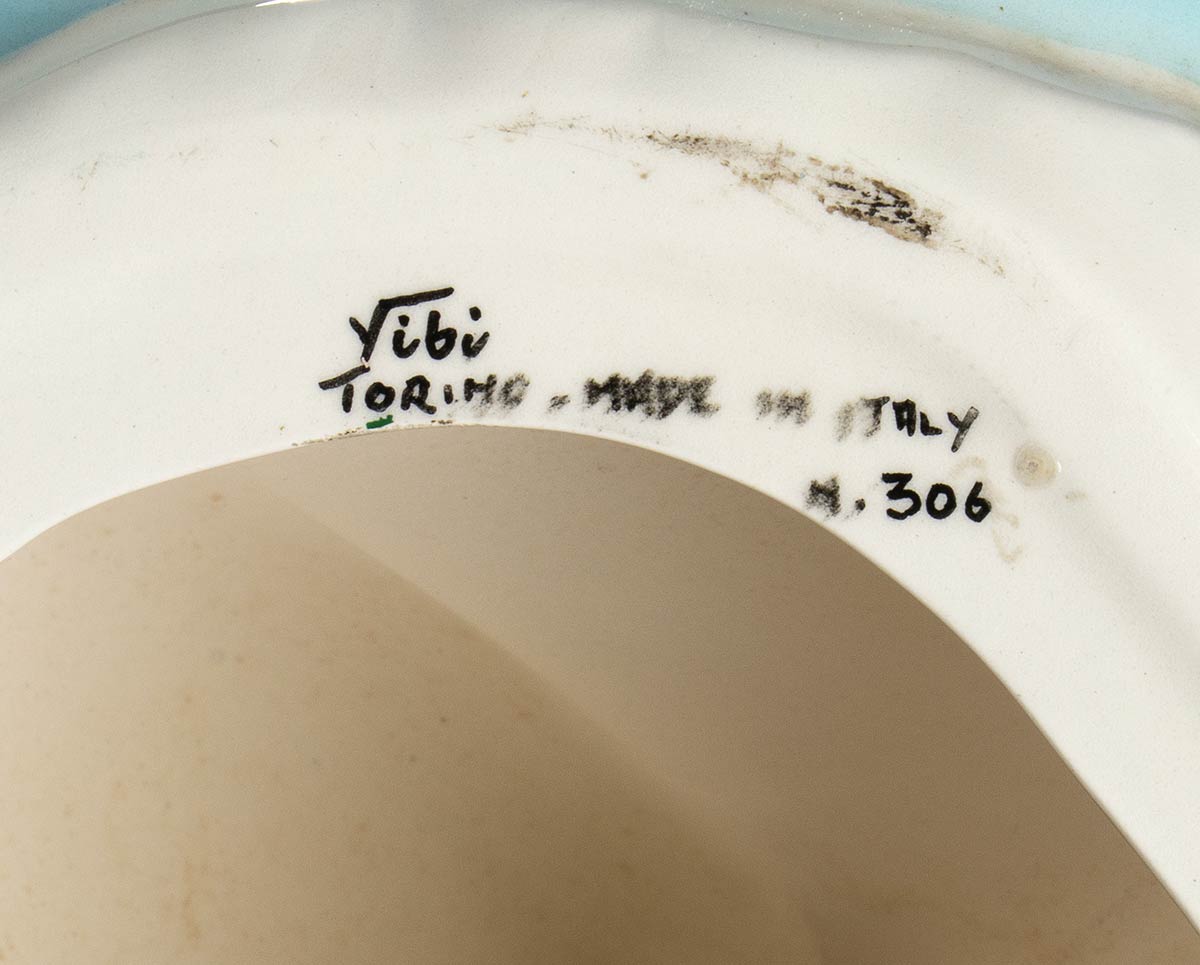 Vibi
TORINO. MADE IN ITALY
N. 306